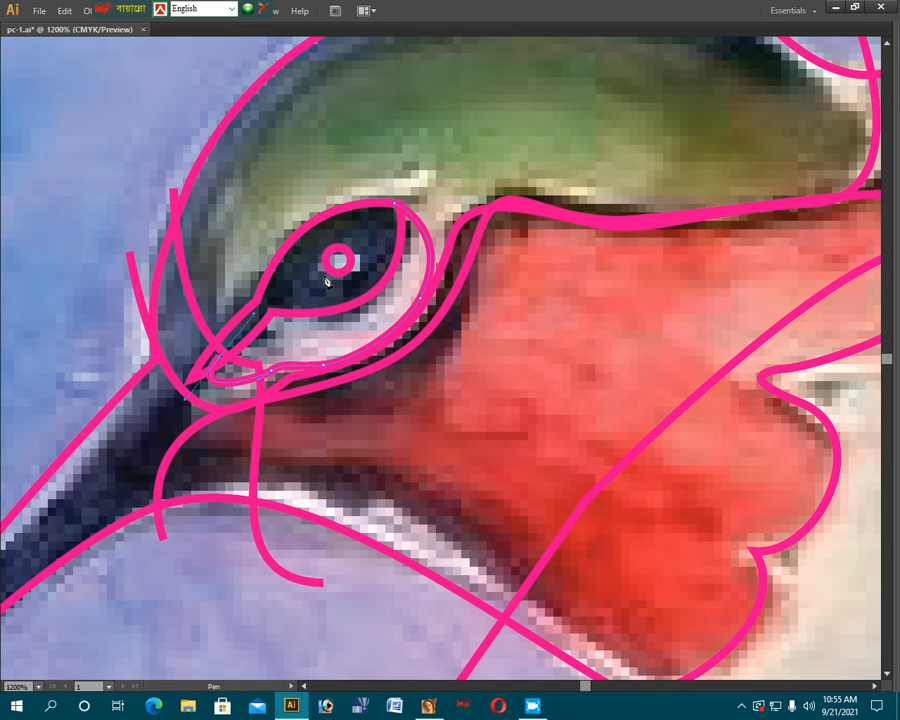 Ai File Edit Ol বায়ান্নো English w Help Essentials
pc-1.ai* @ 1200% (CMYK/Preview) ×
1200% 1 Pen
Ai
10:55 AM
9/21/2021